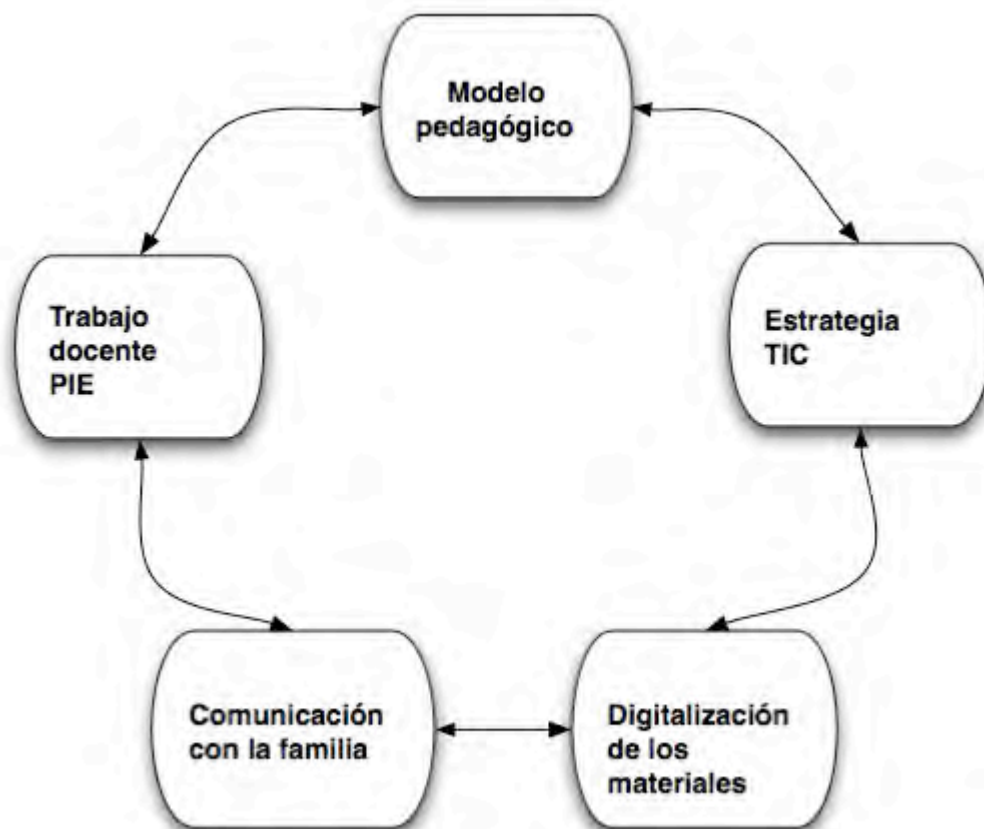 Modelo
pedagógico
Trabajo
docente
PIE
Estrategia
TIC
Comunicación
con la familia
Digitalización
de los
materiales